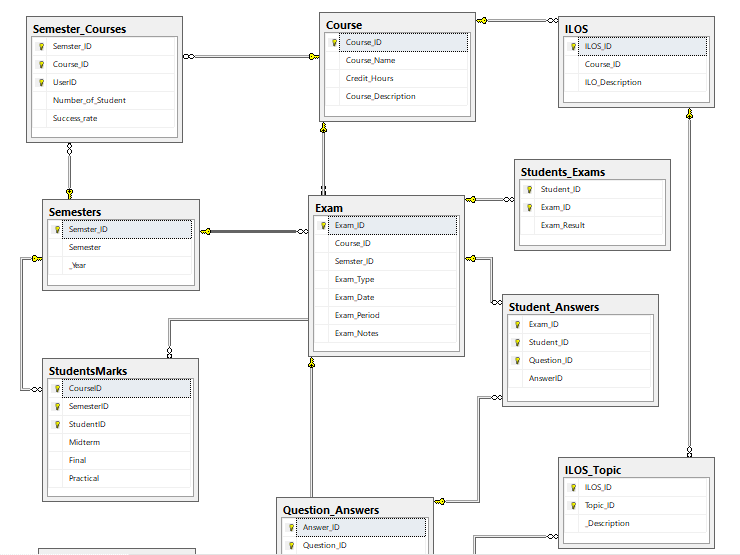 Semester_Courses
Semster_ID
Course_ID
UserID
Number_of_Student
Success_rate
Course
Course_ID
Course_Name
Credit_Hours
Course_Description
ILOS
ILOS_ID
Course_ID
ILO_Description
Semesters
Semster_ID
Semester
_Year
Exam
Exam_ID
Course_ID
Semster_ID
Exam_Type
Exam_Date
Exam_Period
Exam_Notes
Students_Exams
Student_ID
Exam_ID
Exam_Result
Student_Answers
Exam_ID
Student_ID
Question_ID
AnswerID
StudentsMarks
CourseID
SemesterID
StudentID
Midterm
Final
Practical
Question_Answers
Answer_ID
Question_ID
ILOS_Topic
ILOS_ID
Topic_ID
_Description